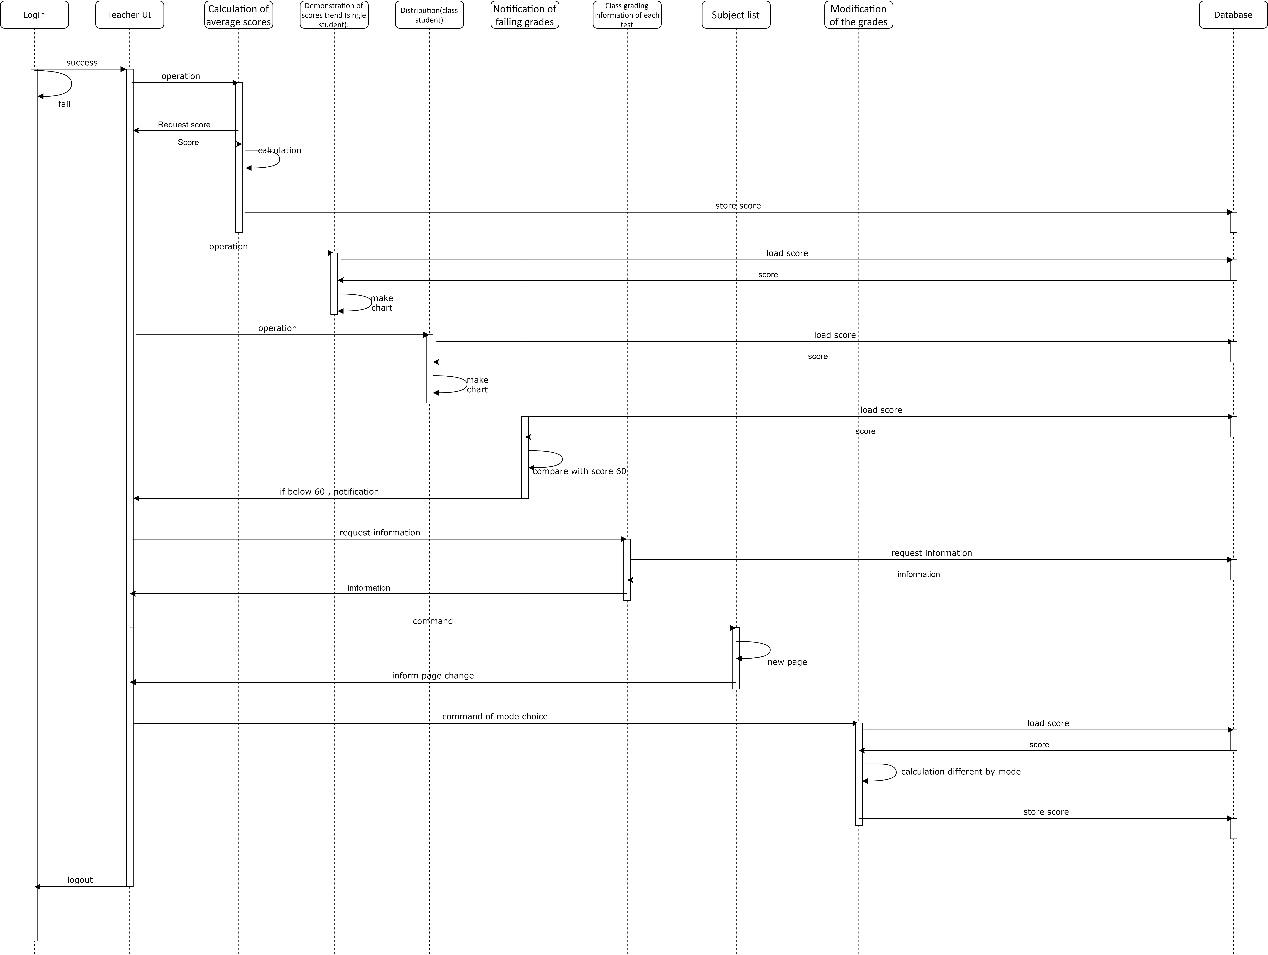 Login
Teacher UI
Calculation of
average scores
Demonstration of
scores trend (single
student).
Distribution(class
student)
Notification of
failing grades
Class grading
information of each
test
Subject list
Modification
of the grades
Database
success
operation
fail
Request score
Score
calculation
store score
operation
load score
score
make
chart
operation
load score
score
make
chart
load score
score
compare with score 60
if below 60 , notification
request information
request information
imformation
imformation
command
new page
inform page change
command of mode choice
load score
score
calculation different by mode
store score
logout